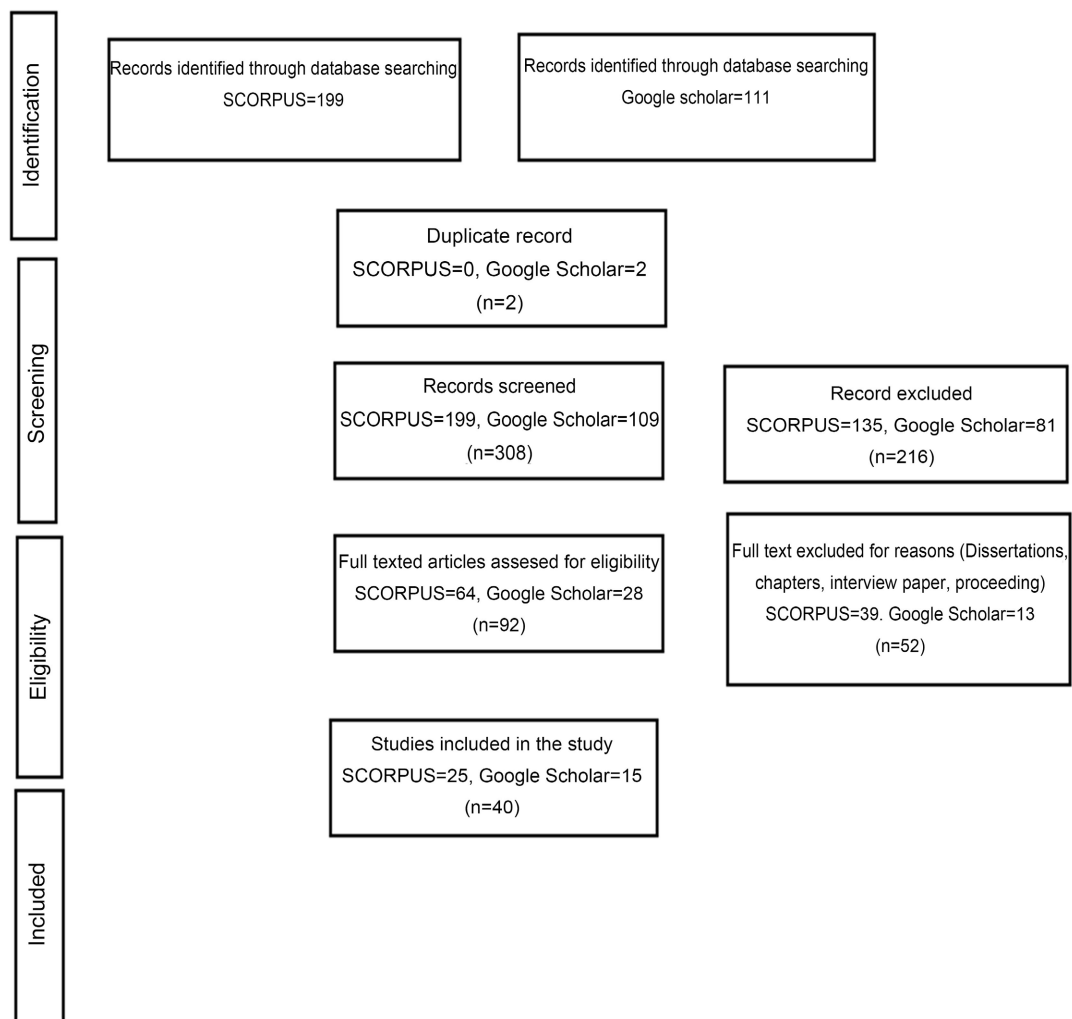 Identification
Records identified through database searching
SCORPUS=199
Records identified through database searching
Google scholar=111
Duplicate record
SCORPUS=0, Google Scholar=2
(n=2)
Screening
Records screened
SCORPUS=199, Google Scholar=109
(n=308)
Record excluded
SCORPUS=135, Google Scholar=81
(n=216)
Eligibility
Full texted articles assesed for eligibility
SCORPUS=64, Google Scholar=28
(n=92)
Full text excluded for reasons (Dissertations,
chapters, interview paper, proceeding)
SCORPUS=39. Google Scholar=13
(n=52)
Studies included in the study
SCORPUS=25, Google Scholar=15
(n=40)
Included